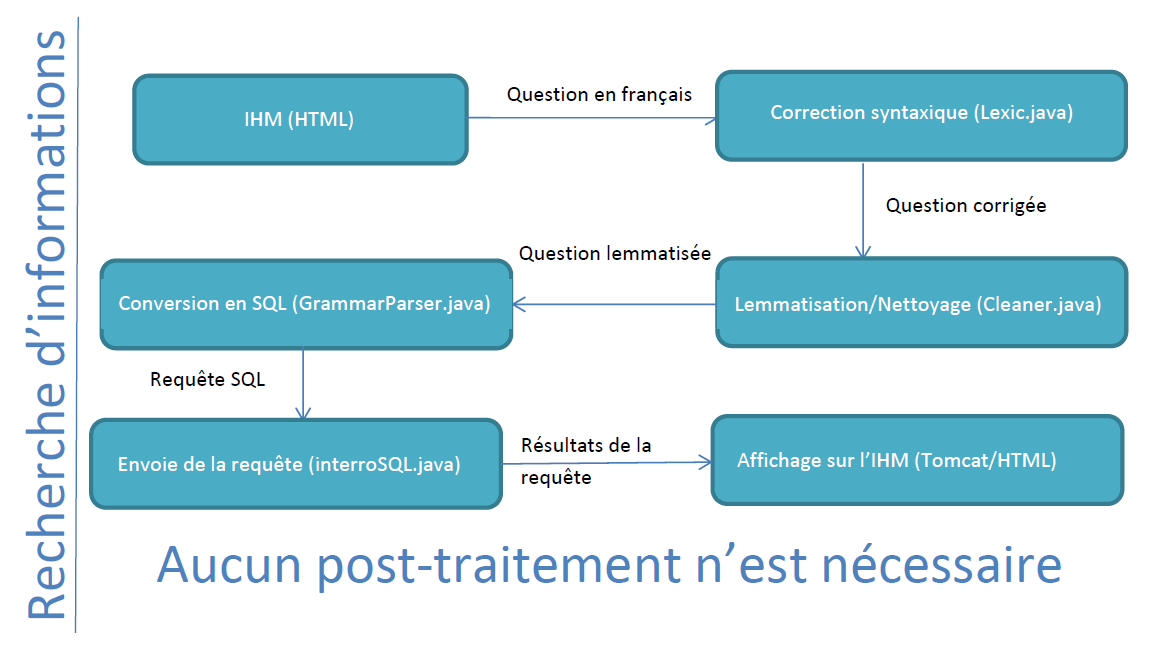 Recherche d’informations
IHM (HTML)
Question en français
Correction syntaxique (Lexic.java)
Question corrigée
Lemmatisation/Nettoyage (Cleaner.java)
Question lemmatisée
Conversion en SQL (GrammarParser.java)
Requête SQL
Envoie de la requête (interroSQL.java)
Résultats de la
requête
Affichage sur l’IHM (Tomcat/HTML)
Aucun post-traitement n’est nécessaire